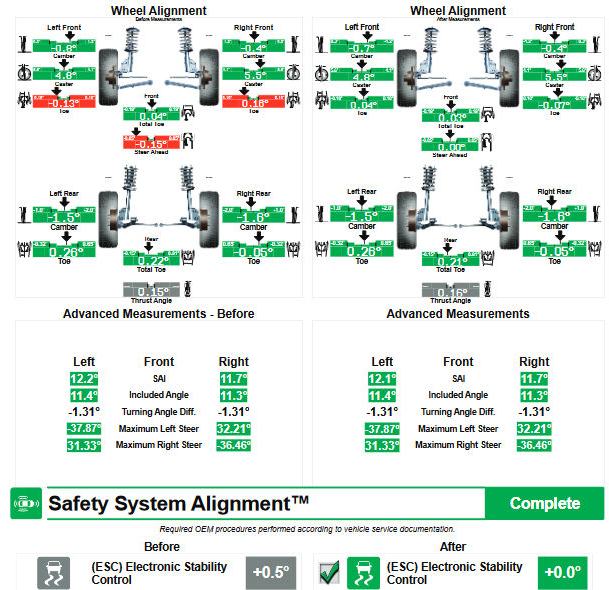 Wheel Alignment
Before Measurements
Left Front
Right Front
-0.8°
-0.4°
Camber
Camber
4.8°
5.5°
Caster
Caster
-0.13°
0.16°
Toe
Toe
Front
0.04°
Total Toe
-0.15°
Steer Ahead
Left Rear
Right Rear
-1.5°
-1.6°
Camber
Camber
0.26°
-0.05°
Toe
Toe
Rear
0.22°
Total Toe
0.15°
Thrust Angle
Wheel Alignment
After Measurements
Left Front
Right Front
-0.7°
-0.4°
Camber
Camber
4.8°
5.5°
Caster
Caster
0.04°
-0.07°
Toe
Toe
Front
0.03°
Total Toe
0.00°
Steer Ahead
Left Rear
Right Rear
-1.5°
-1.6°
Camber
Camber
0.26°
-0.05°
Toe
Toe
Rear
0.21°
Total Toe
0.16°
Thrust Angle
Advanced Measurements - Before
Left Front Right
12.2° SAI 11.7°
11.4° Included Angle 11.3°
-1.31° Turning Angle Diff. -1.31°
-37.87° Maximum Left Steer 32.21°
31.33° Maximum Right Steer -36.46°
Advanced Measurements
Left Front Right
12.1° SAI 11.7°
11.4° Included Angle 11.3°
-1.31° Turning Angle Diff. -1.31°
-37.87° Maximum Left Steer 32.21°
31.33° Maximum Right Steer -36.46°
Safety System Alignment™ Complete
Required OEM procedures performed according to vehicle service documentation.
Before
(ESC) Electronic Stability
Control
+0.5°
After
(ESC) Electronic Stability
Control
+0.0°